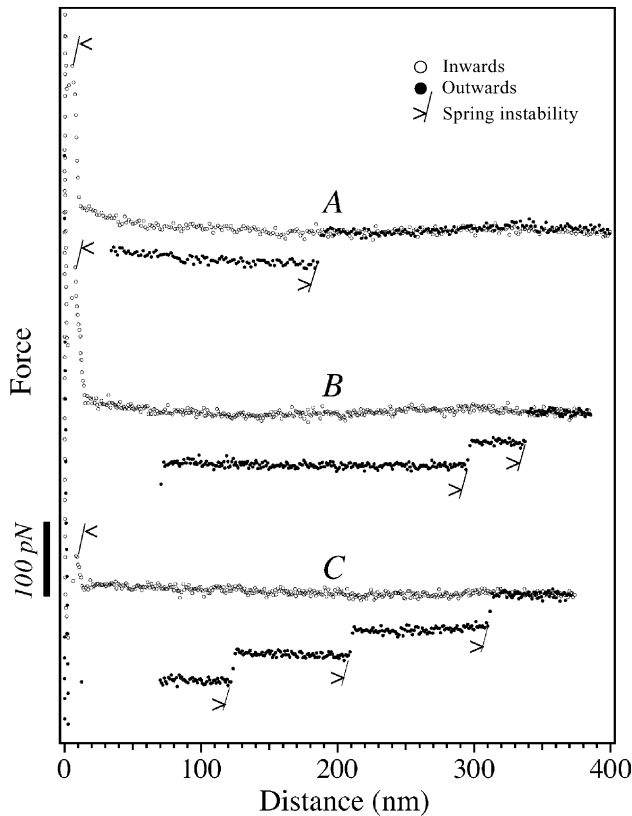 Inwards
Outwards
Spring instability
A
B
C
Force
100 pN
0 100 200 300 400
Distance (nm)